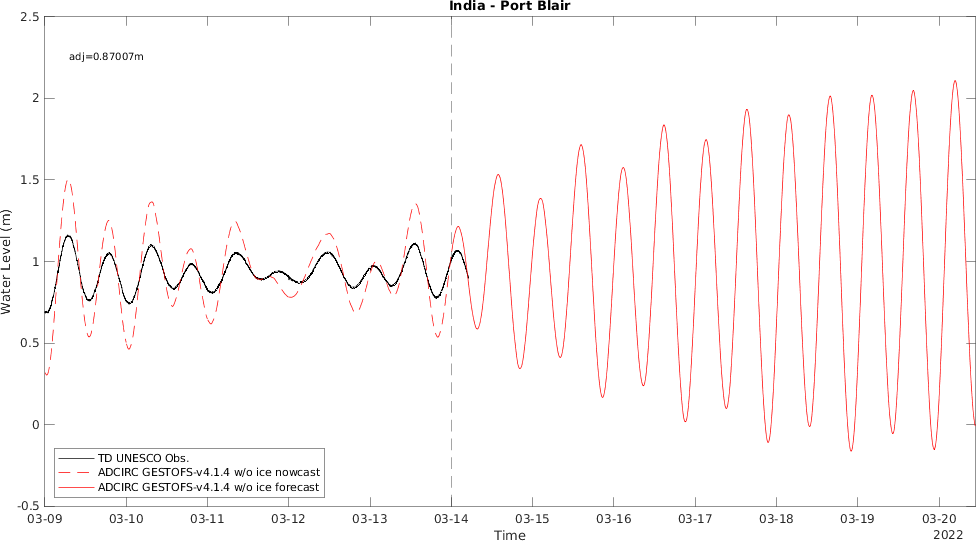 India - Port Blair
2.5
2
1.5
1
0.5
0
-0.5
Water Level (m)
adj=0.87007m
TD UNESCO Obs.
ADCIRC GESTOFS-v4.1.4 w/o ice nowcast
ADCIRC GESTOFS-v4.1.4 w/o ice forecast
03-09 03-10 03-11 03-12 03-13 03-14 03-15 03-16 03-17 03-18 03-19 03-20
2022
Time